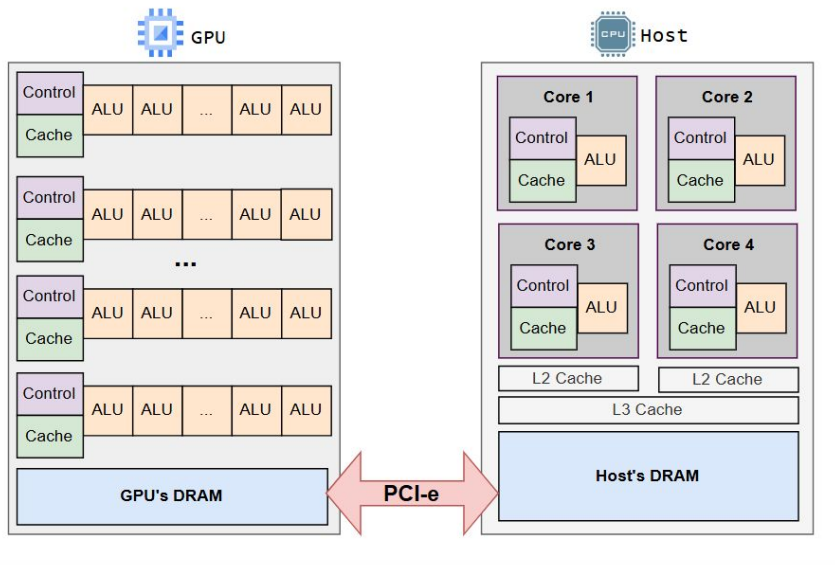 GPU
Control
Cache
ALU ALU ... ALU ALU
Control
Cache
ALU ALU ... ALU ALU
...
Control
Cache
ALU ALU ... ALU ALU
Control
Cache
ALU ALU ... ALU ALU
GPU's DRAM
PCI-e
CPU Host
Core 1
Control
Cache
ALU
Core 2
Control
Cache
ALU
Core 3
Control
Cache
ALU
Core 4
Control
Cache
ALU
L2 Cache
L2 Cache
L3 Cache
Host's DRAM